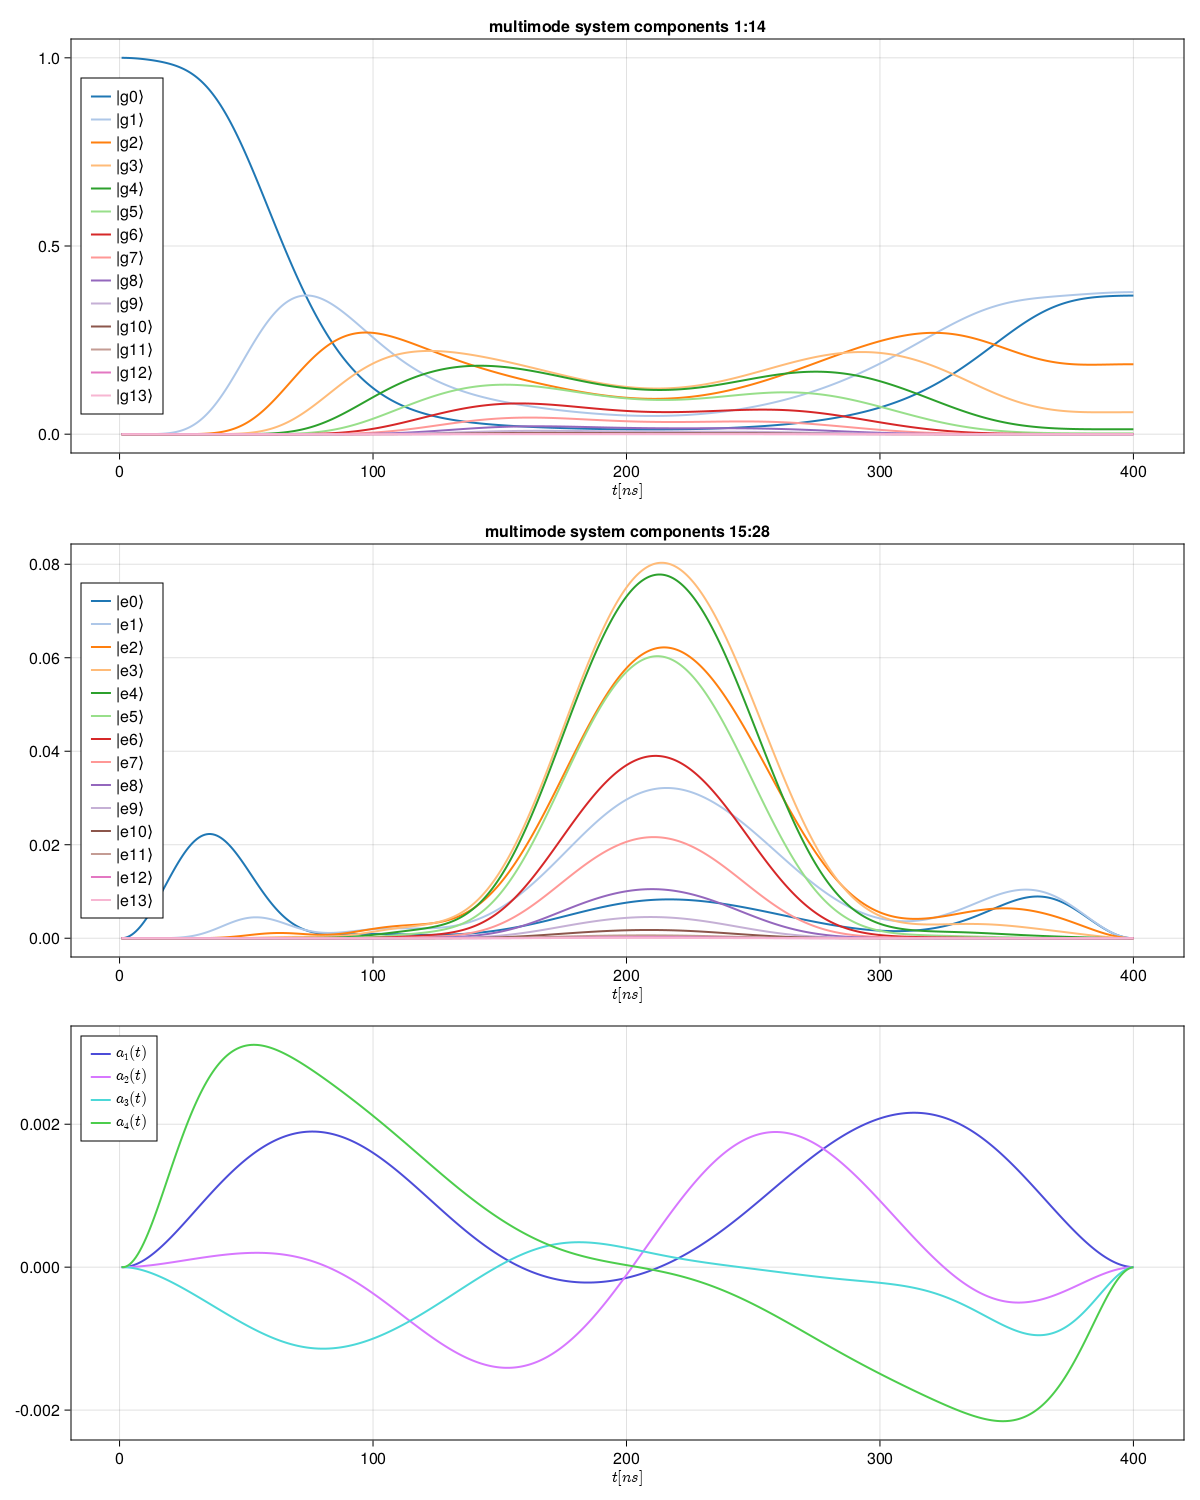 multimode system components 1:14
1.0
0.5
0.0
|g0⟩
|g1⟩
|g2⟩
|g3⟩
|g4⟩
|g5⟩
|g6⟩
|g7⟩
|g8⟩
|g9⟩
|g10⟩
|g11⟩
|g12⟩
|g13⟩
0 100 200 300 400
t[ns]
multimode system components 15:28
0.08
0.06
0.04
0.02
0.00
|e0⟩
|e1⟩
|e2⟩
|e3⟩
|e4⟩
|e5⟩
|e6⟩
|e7⟩
|e8⟩
|e9⟩
|e10⟩
|e11⟩
|e12⟩
|e13⟩
0 100 200 300 400
t[ns]
a₁(t)
a₂(t)
a₃(t)
a₄(t)
0.002
0.000
-0.002
0 100 200 300 400
t[ns]